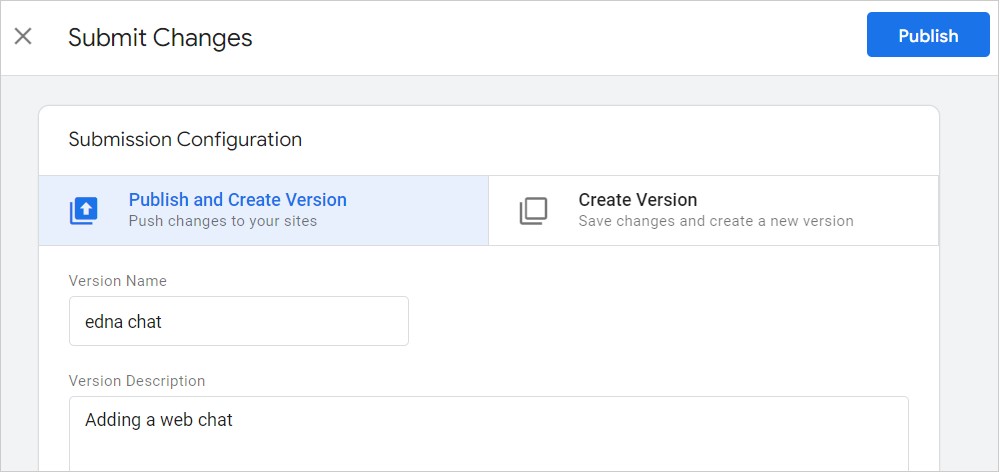 Submit Changes
Publish
Submission Configuration
Publish and Create Version
Push changes to your sites
Create Version
Save changes and create a new version
Version Name
edna chat
Version Description
Adding a web chat